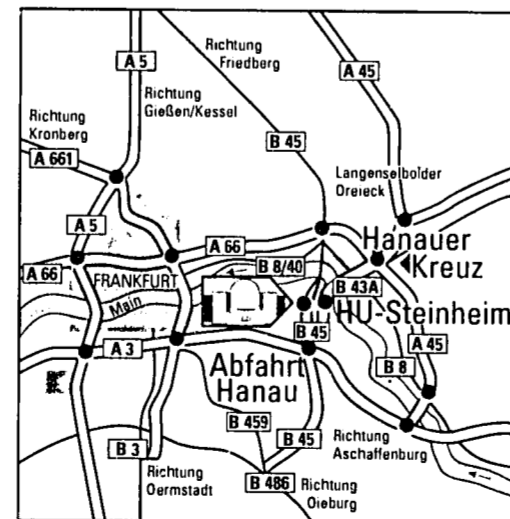 A 5
Richtung
Friedberg
A 45
Richtung
Gießen/Kessel
Richtung
Kronberg
A 661
B 45
Langenselbolder
Dreieck
A 5
A 66
Hanauer
Kreuz
A 66
FRANKFURT
B 8/40
B 43A
Main
HU-Steinheim
B 45
A 3
A 45
Abfahrt
Hanau
B 8
B 459
B 45
Richtung
Aschaffenburg
B 3
Richtung
Oermstadt
B 486
Richtung
Oieburg